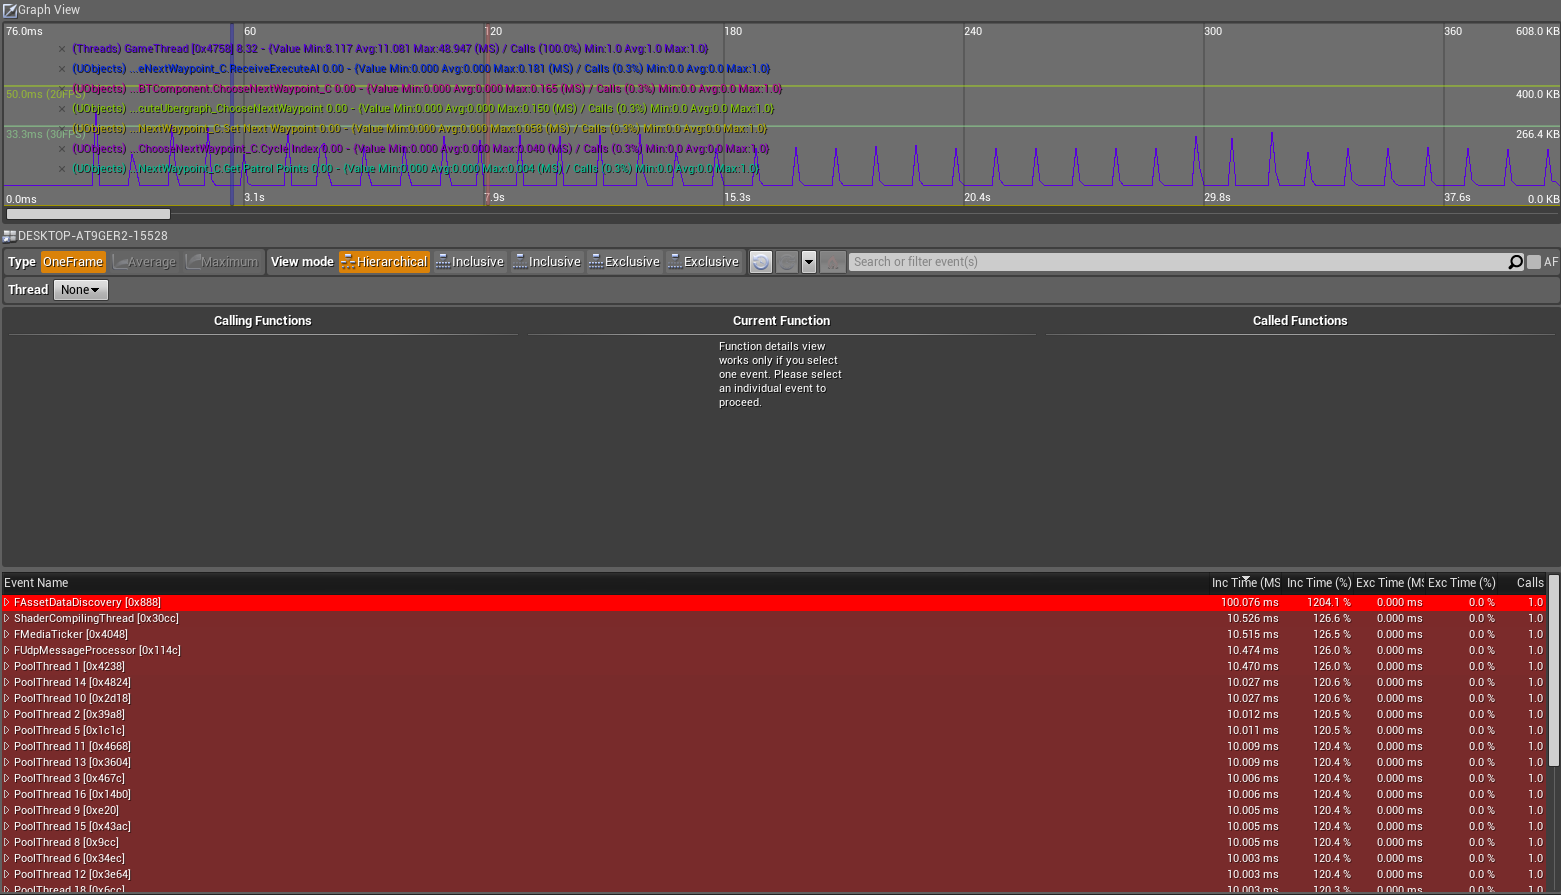 Graph View
76.0ms 60 120 180 240 300 360 608.0 KB
× (Threads) GameThread [0x4758] 8.32 - {Value Min:8.117 Avg:11.081 Max:48.947 (MS) / Calls (100.0%) Min:1.0 Avg:1.0 Max:1.0}
× (UObjects) ...eNextWaypoint_C.ReceiveExecuteAI 0.00 - {Value Min:0.000 Avg:0.000 Max:0.181 (MS) / Calls (0.3%) Min:0.0 Avg:0.0 Max:1.0}
× (UObjects) ...BTComponent.ChooseNextWaypoint_C 0.00 - {Value Min:0.000 Avg:0.000 Max:0.165 (MS) / Calls (0.3%) Min:0.0 Avg:0.0 Max:1.0}
50.0ms (20FPS) 400.0 KB
× (UObjects) ...cuteUbergraph_ChooseNextWaypoint 0.00 - {Value Min:0.000 Avg:0.000 Max:0.150 (MS) / Calls (0.3%) Min:0.0 Avg:0.0 Max:1.0}
× (UObjects) ...NextWaypoint_C.Set Next Waypoint 0.00 - {Value Min:0.000 Avg:0.000 Max:0.058 (MS) / Calls (0.3%) Min:0.0 Avg:0.0 Max:1.0}
33.3ms (30FPS) 266.4 KB
× (UObjects) ...ChooseNextWaypoint_C.Cycle Index 0.00 - {Value Min:0.000 Avg:0.000 Max:0.040 (MS) / Calls (0.3%) Min:0.0 Avg:0.0 Max:1.0}
× (UObjects) ...NextWaypoint_C.Get Patrol Points 0.00 - {Value Min:0.000 Avg:0.000 Max:0.004 (MS) / Calls (0.3%) Min:0.0 Avg:0.0 Max:1.0}
0.0ms 3.1s 7.9s 15.3s 20.4s 29.8s 37.6s 0.0 KB
DESKTOP-AT9GER2-15528
Type OneFrame Average Maximum View mode Hierarchical Inclusive Inclusive Exclusive Exclusive Search or filter event(s) AF
Thread None
Calling Functions Current Function Called Functions
Function details view
works only if you select
one event. Please select
an individual event to
proceed.
Event Name Inc Time (MS Inc Time (%) Exc Time (MS Exc Time (%) Calls
FAssetDataDiscovery [0x888] 100.076 ms 1204.1 % 0.000 ms 0.0 % 1.0
ShaderCompilingThread [0x30cc] 10.526 ms 126.6 % 0.000 ms 0.0 % 1.0
FMediaTicker [0x4048] 10.515 ms 126.5 % 0.000 ms 0.0 % 1.0
FUdpMessageProcessor [0x114c] 10.474 ms 126.0 % 0.000 ms 0.0 % 1.0
PoolThread 1 [0x4238] 10.470 ms 126.0 % 0.000 ms 0.0 % 1.0
PoolThread 14 [0x4824] 10.027 ms 120.6 % 0.000 ms 0.0 % 1.0
PoolThread 10 [0x2d18] 10.027 ms 120.6 % 0.000 ms 0.0 % 1.0
PoolThread 2 [0x39a8] 10.012 ms 120.5 % 0.000 ms 0.0 % 1.0
PoolThread 5 [0x1c1c] 10.011 ms 120.5 % 0.000 ms 0.0 % 1.0
PoolThread 11 [0x4668] 10.009 ms 120.4 % 0.000 ms 0.0 % 1.0
PoolThread 13 [0x3604] 10.009 ms 120.4 % 0.000 ms 0.0 % 1.0
PoolThread 3 [0x467c] 10.006 ms 120.4 % 0.000 ms 0.0 % 1.0
PoolThread 16 [0x14b0] 10.006 ms 120.4 % 0.000 ms 0.0 % 1.0
PoolThread 9 [0xe20] 10.005 ms 120.4 % 0.000 ms 0.0 % 1.0
PoolThread 15 [0x43ac] 10.005 ms 120.4 % 0.000 ms 0.0 % 1.0
PoolThread 8 [0x9cc] 10.005 ms 120.4 % 0.000 ms 0.0 % 1.0
PoolThread 6 [0x34ec] 10.003 ms 120.4 % 0.000 ms 0.0 % 1.0
PoolThread 12 [0x3e64] 10.003 ms 120.4 % 0.000 ms 0.0 % 1.0
PoolThread 18 [0x6cc] 10.003 ms 120.3 % 0.000 ms 0.0 % 1.0